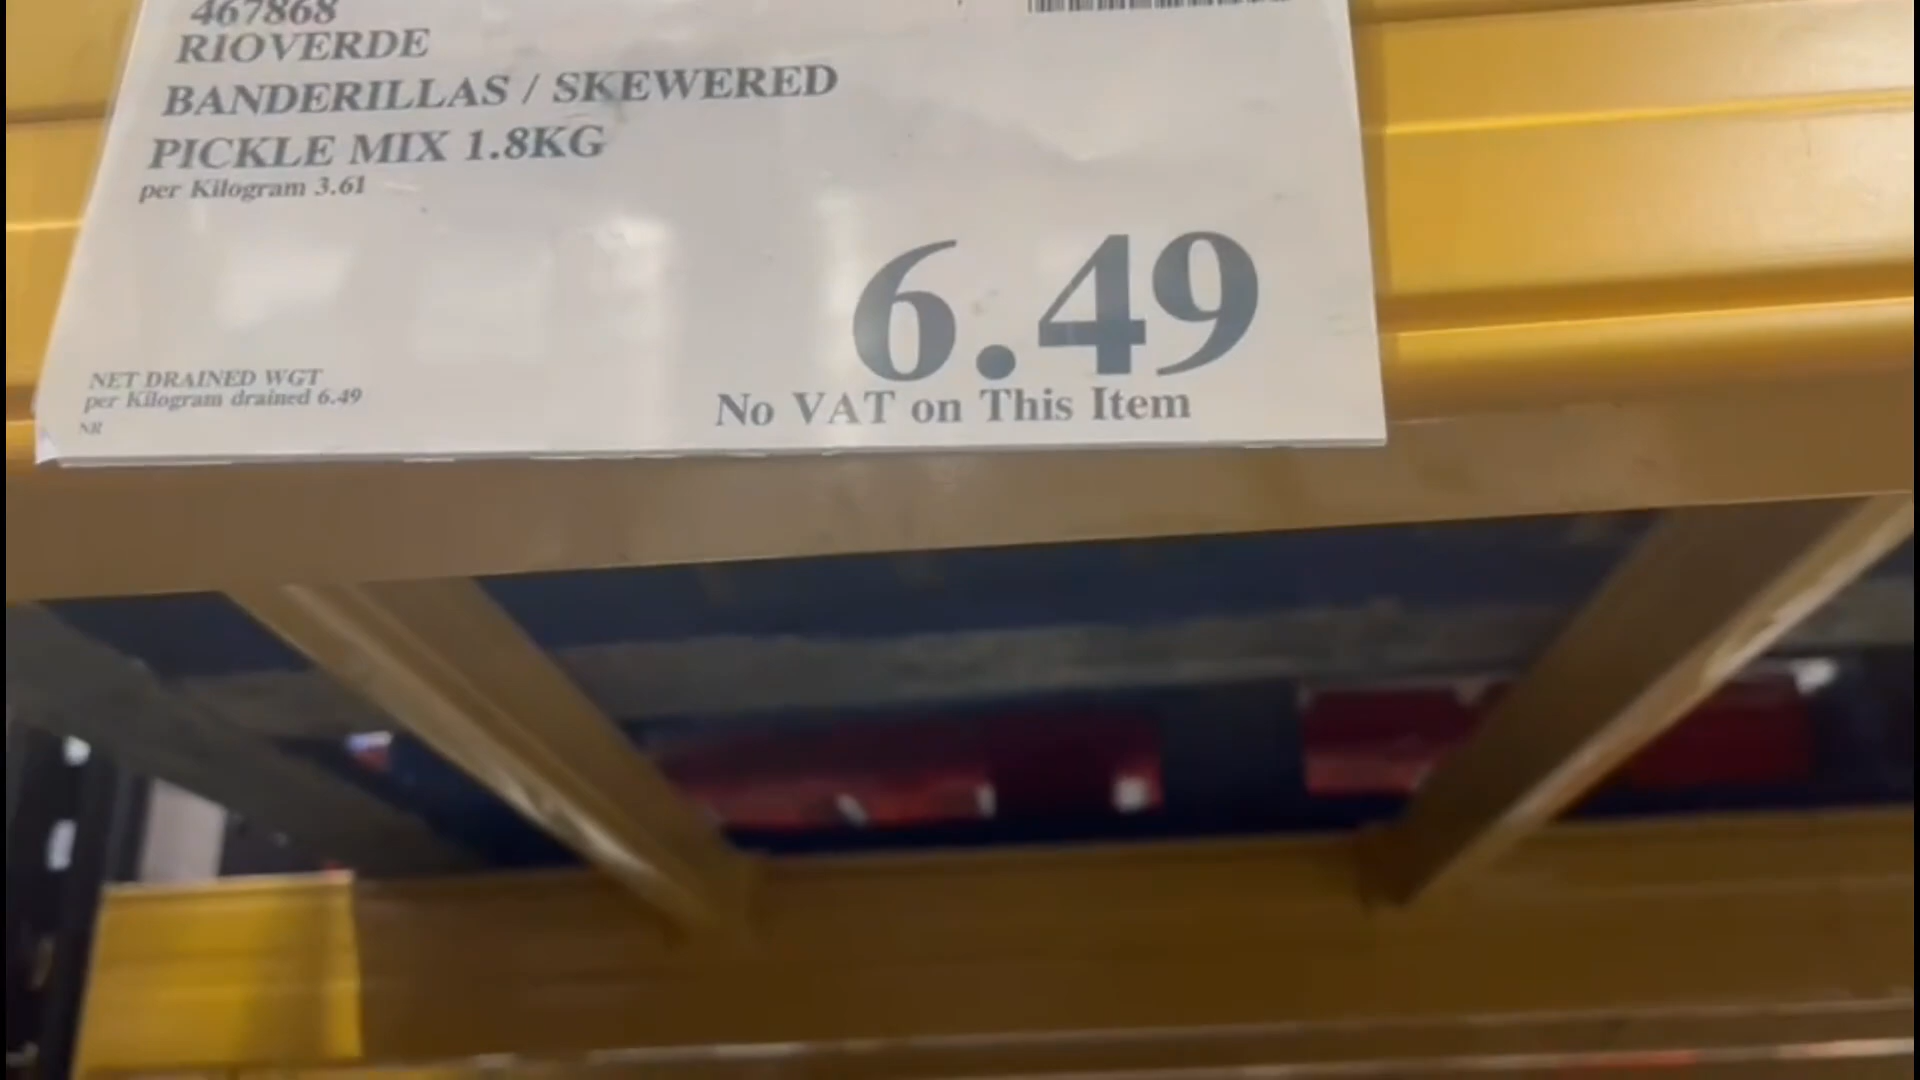 467868
RIOVERDE
BANDERILLAS / SKEWERED
PICKLE MIX 1.8KG
per Kilogram 3.61
6.49
No VAT on This Item
NET DRAINED WGT
per Kilogram drained 6.49
NR